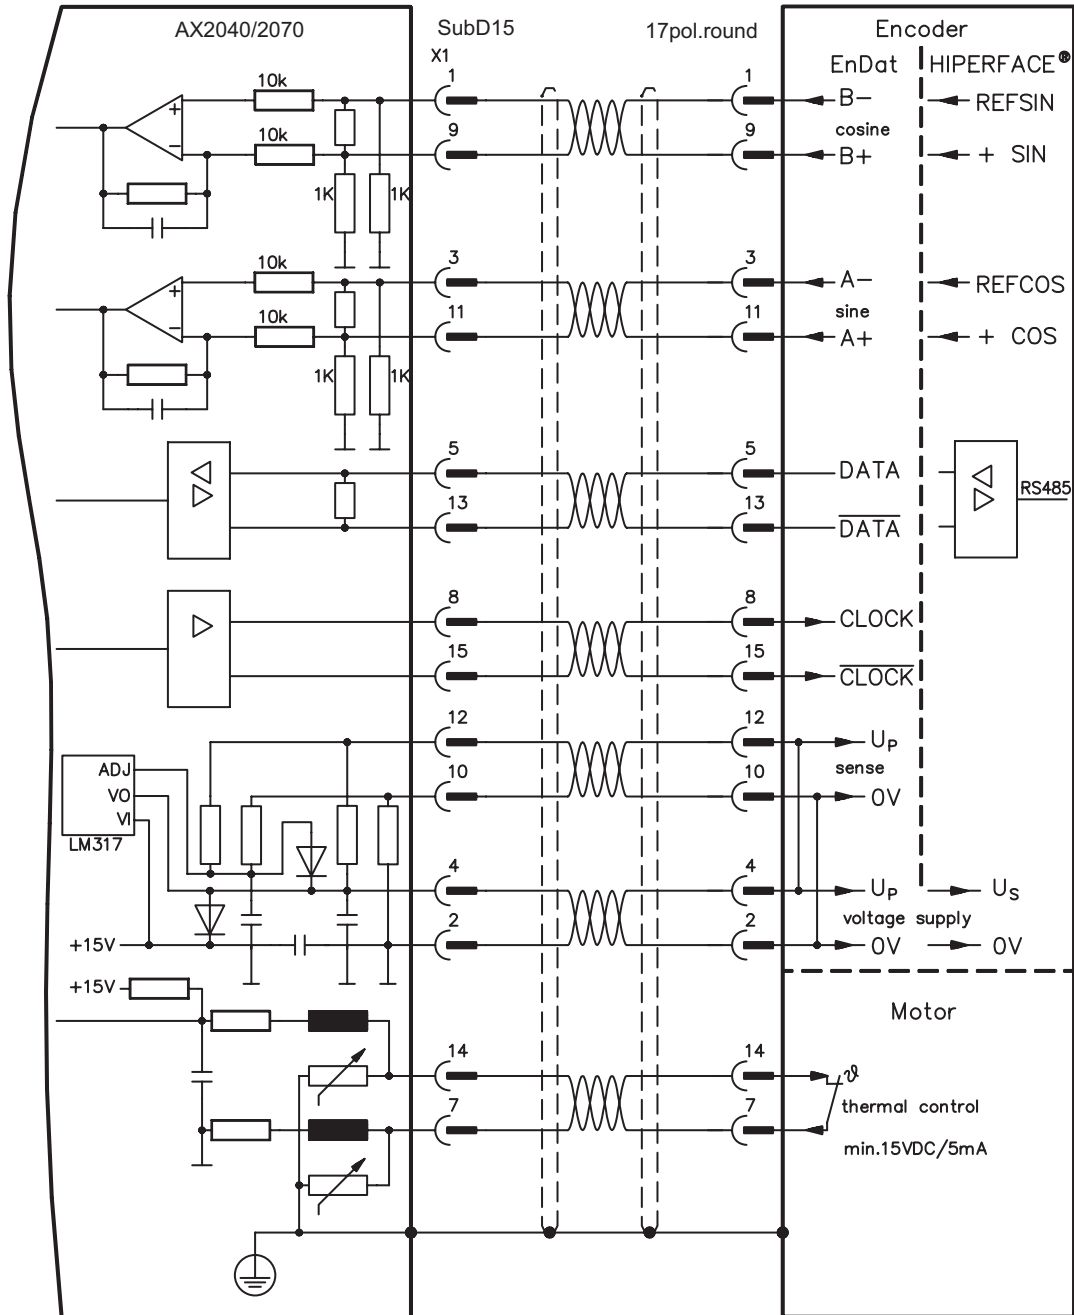 AX2040/2070 SubD15 17pol.round Encoder
X1 EnDat HIPERFACE®
10k 1 1 B- REFSIN
cosine
10k 9 9 B+ + SIN
1K 1K
10k 3 3 A- REFCOS
sine
10k 11 11 A+ + COS
1K 1K
5 5 DATA
RS485
13 13 DATA
8 8 CLOCK
15 15 CLOCK
12 12 UP
ADJ sense
VO 10 10 0V
VI
LM317
4 4 UP US
voltage supply
+15V 2 2 0V 0V
+15V
Motor
14 14 ϑ
7 7 thermal control
min.15VDC/5mA